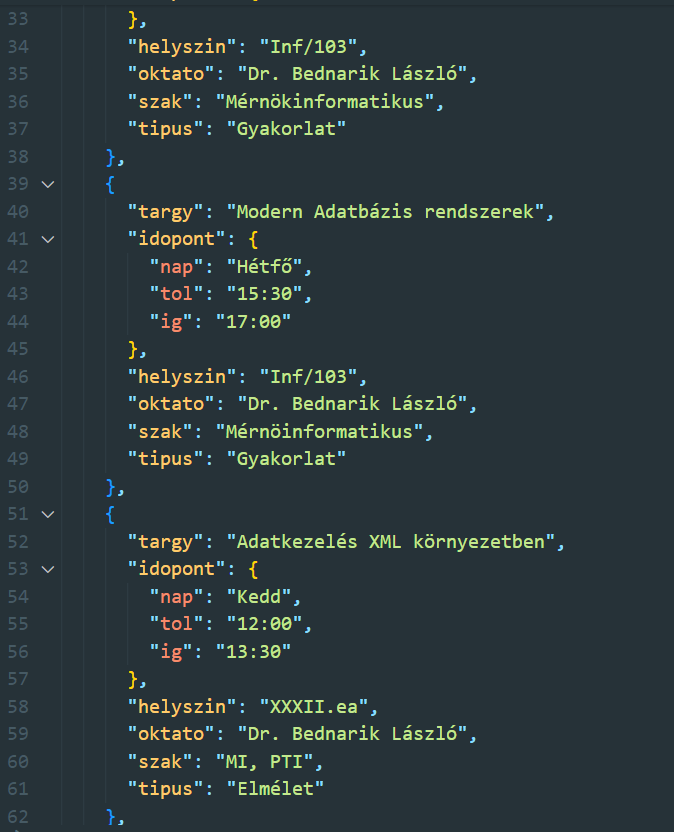 33 },
34 "helyszin": "Inf/103",
35 "oktato": "Dr. Bednarik László",
36 "szak": "Mérnökinformatikus",
37 "tipus": "Gyakorlat"
38 },
39 {
40 "targy": "Modern Adatbázis rendszerek",
41 "idopont": {
42 "nap": "Hétfő",
43 "tol": "15:30",
44 "ig": "17:00"
45 },
46 "helyszin": "Inf/103",
47 "oktato": "Dr. Bednarik László",
48 "szak": "Mérnöinformatikus",
49 "tipus": "Gyakorlat"
50 },
51 {
52 "targy": "Adatkezelés XML környezetben",
53 "idopont": {
54 "nap": "Kedd",
55 "tol": "12:00",
56 "ig": "13:30"
57 },
58 "helyszin": "XXXII.ea",
59 "oktato": "Dr. Bednarik László",
60 "szak": "MI, PTI",
61 "tipus": "Elmélet"
62 },